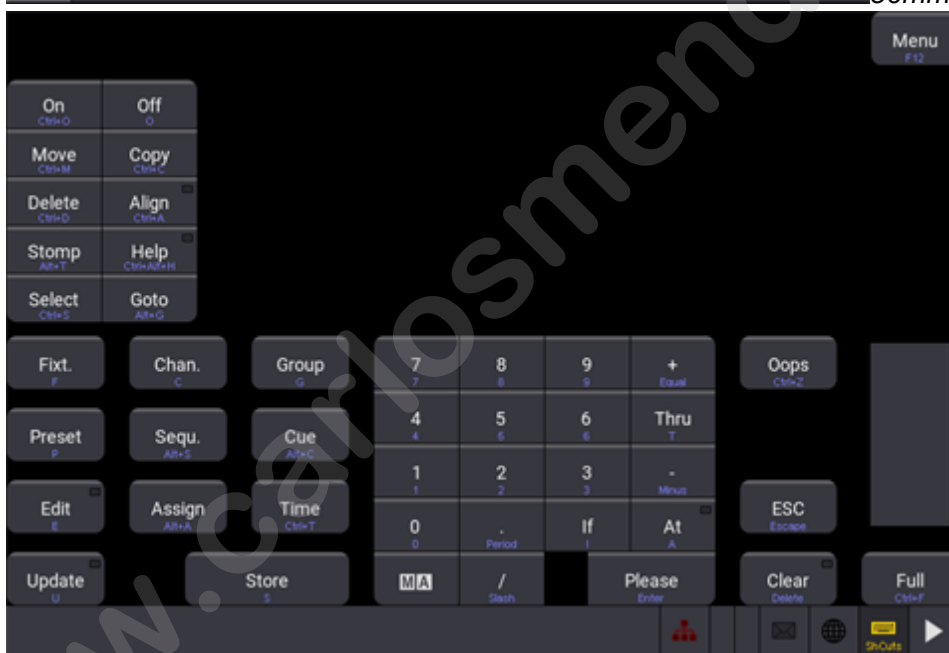 Comm
Menu
F12
On
Ctrl+O
Off
O
Move
Ctrl+M
Copy
Ctrl+C
Delete
Ctrl+D
Align
Ctrl+A
Stomp
Alt+T
Help
Ctrl+Alt+H
Select
Ctrl+S
Goto
Alt+G
Fixt.
F
Chan.
C
Group
G
7
7
8
8
9
9
+
Equal
Oops
Ctrl+Z
Preset
P
Sequ.
Alt+S
Cue
Alt+C
4
4
5
5
6
6
Thru
T
1
1
2
2
3
3
-
Minus
Edit
E
Assign
Alt+A
Time
Ctrl+T
0
0
.
Period
If
I
At
A
ESC
Escape
Update
U
Store
S
MA
/
Slash
Please
Enter
Clear
Delete
Full
Ctrl+F
ShCuts
w.carlosmend